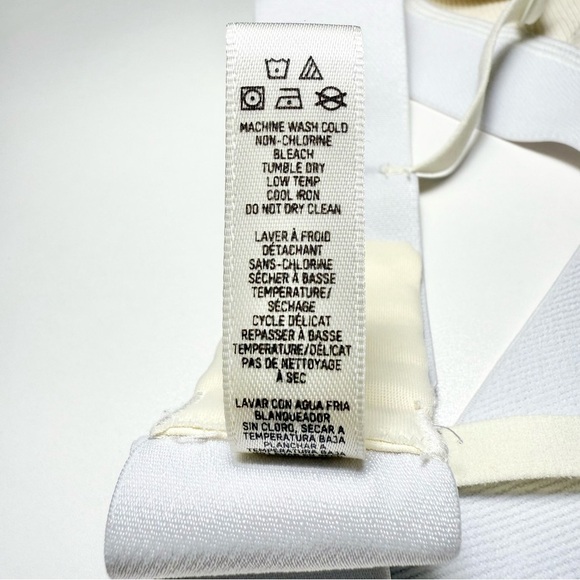 MACHINE WASH COLD
NON-CHLORINE
BLEACH
TUMBLE DRY
LOW TEMP
COOL IRON
DO NOT DRY CLEAN
LAVER À FROID
DÉTACHANT
SANS-CHLORINE
SÉCHER À BASSE
TEMPERATURE/
SÉCHAGE
CYCLE DÉLICAT
REPASSER À BASSE
TEMPERATURE/DÉLICAT
PAS DE NETTOYAGE
À SEC
LAVAR CON AGUA FRIA
BLANQUEADOR
SIN CLORO, SECAR A
TEMPERATURA BAJA
PLANCHAR A
TEMPERATURA BAJA